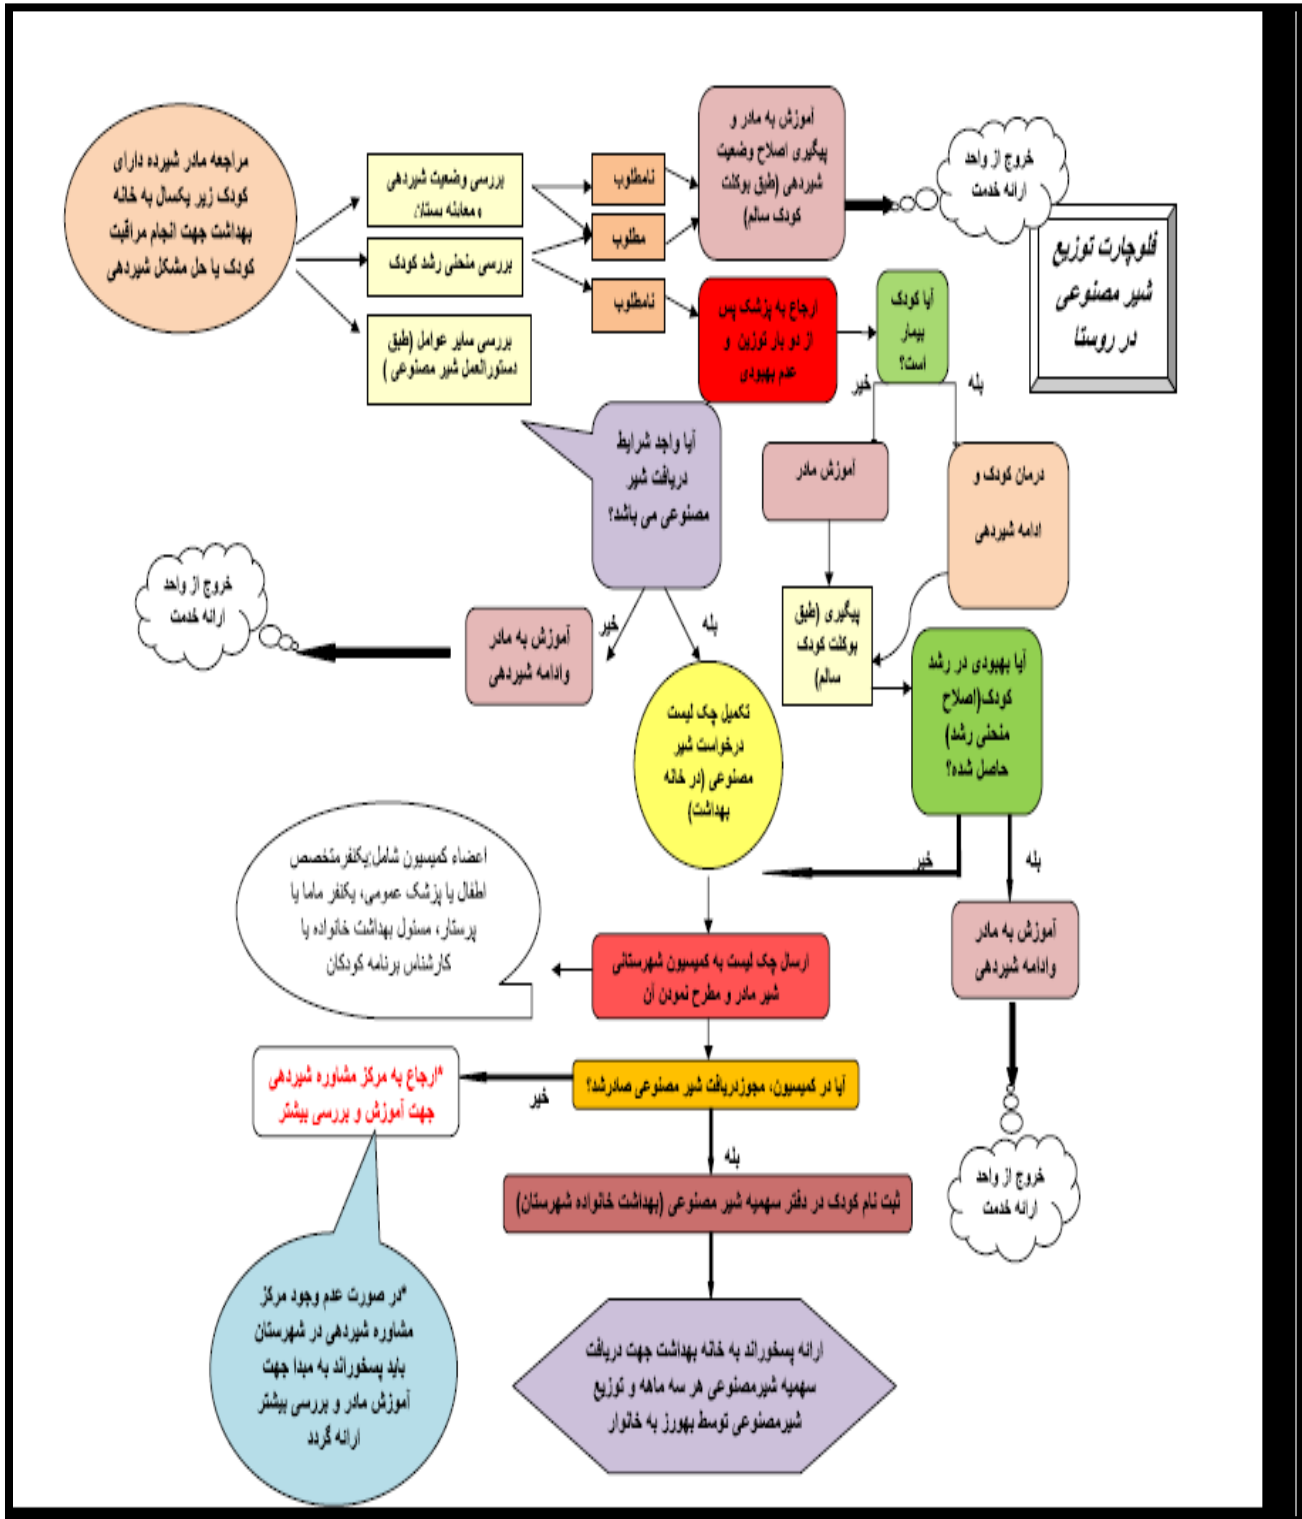 فلوچارت توزیع
شیر مصنوعی
در روستا
مراجعه مادر شیرده دارای
کودک زیر یکسال به خانه
بهداشت جهت انجام مراقبت
کودک یا حل مشکل شیردهی
بررسی وضعیت شیردهی
و معاینه پستان
بررسی منحنی رشد کودک
بررسی سایر عوامل (طبق
دستورالعمل شیر مصنوعی )
نامطلوب
مطلوب
نامطلوب
آموزش به مادر و
پیگیری اصلاح وضعیت
شیردهی (طبق بوکلت
کودک سالم)
خروج از واحد
ارائه خدمت
ارجاع به پزشک پس
از دو بار توزین و
عدم بهبودی
آیا کودک
بیمار
است؟
خیر
بله
آموزش مادر
درمان کودک و
ادامه شیردهی
پیگیری (طبق
بوکلت کودک
سالم)
آیا بهبودی در رشد
کودک(اصلاح
منحنی رشد)
حاصل شده؟
خیر
بله
آموزش به مادر
وادامه شیردهی
خروج از واحد
ارائه خدمت
آیا واجد شرایط
دریافت شیر
مصنوعی می باشد؟
خیر
بله
آموزش به مادر
وادامه شیردهی
خروج از واحد
ارائه خدمت
تکمیل چک لیست
درخواست شیر
مصنوعی (در خانه
بهداشت)
ارسال چک لیست به کمیسیون شهرستانی
شیر مادر و مطرح نمودن آن
اعضاء کمیسیون شامل:یکنفرمتخصص
اطفال یا پزشک عمومی، یکنفر ماما یا
پرستار، مسئول بهداشت خانواده یا
کارشناس برنامه کودکان
آیا در کمیسیون، مجوزدریافت شیر مصنوعی صادرشد؟
خیر
بله
*ارجاع به مرکز مشاوره شیردهی
جهت آموزش و بررسی بیشتر
*در صورت عدم وجود مرکز
مشاوره شیردهی در شهرستان
باید پسخوراند به مبدا جهت
آموزش مادر و بررسی بیشتر
ارائه گردد
ثبت نام کودک در دفتر سهمیه شیر مصنوعی (بهداشت خانواده شهرستان)
ارائه پسخوراند به خانه بهداشت جهت دریافت
سهمیه شیرمصنوعی هر سه ماهه و توزیع
شیرمصنوعی توسط بهورز به خانوار